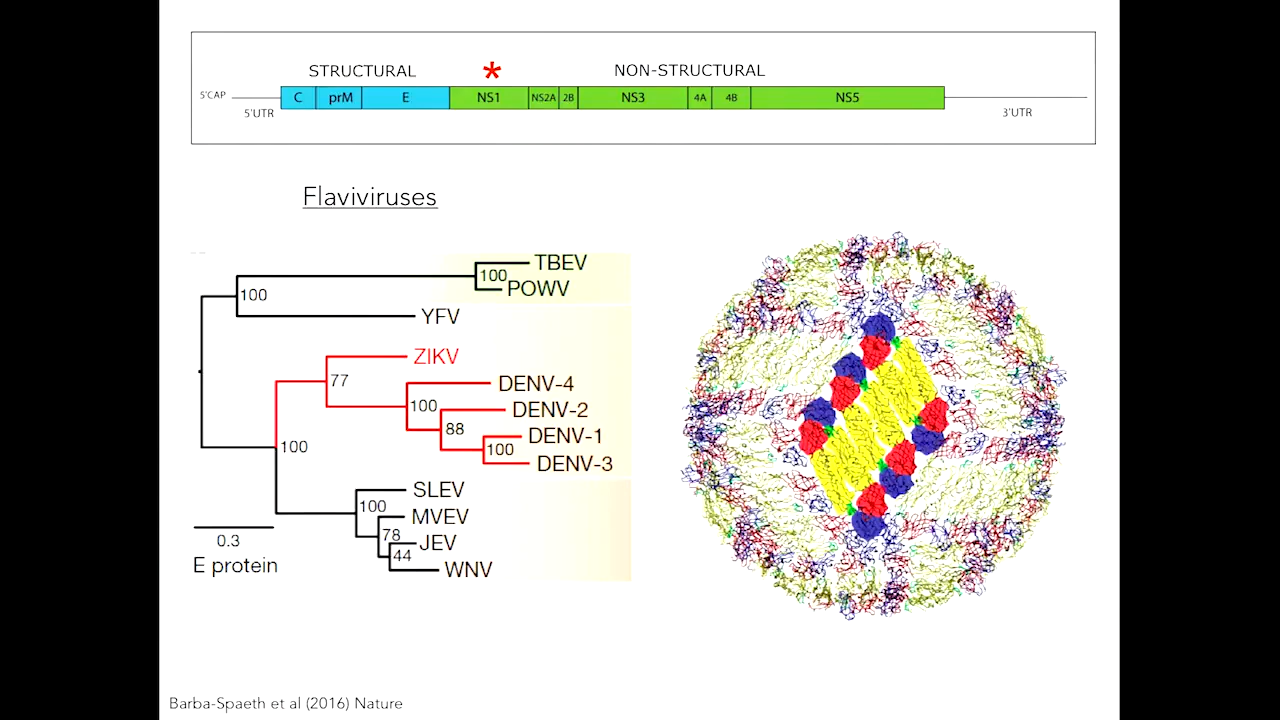 STRUCTURAL * NON-STRUCTURAL
5'CAP C prM E NS1 NS2A 2B NS3 4A 4B NS5
5'UTR 3'UTR
Flaviviruses
TBEV
100
POWV
100
YFV
ZIKV
77
DENV-4
100
DENV-2
88
DENV-1
100
DENV-3
100
SLEV
100
MVEV
78
JEV
44
WNV
0.3
E protein
Barba-Spaeth et al (2016) Nature